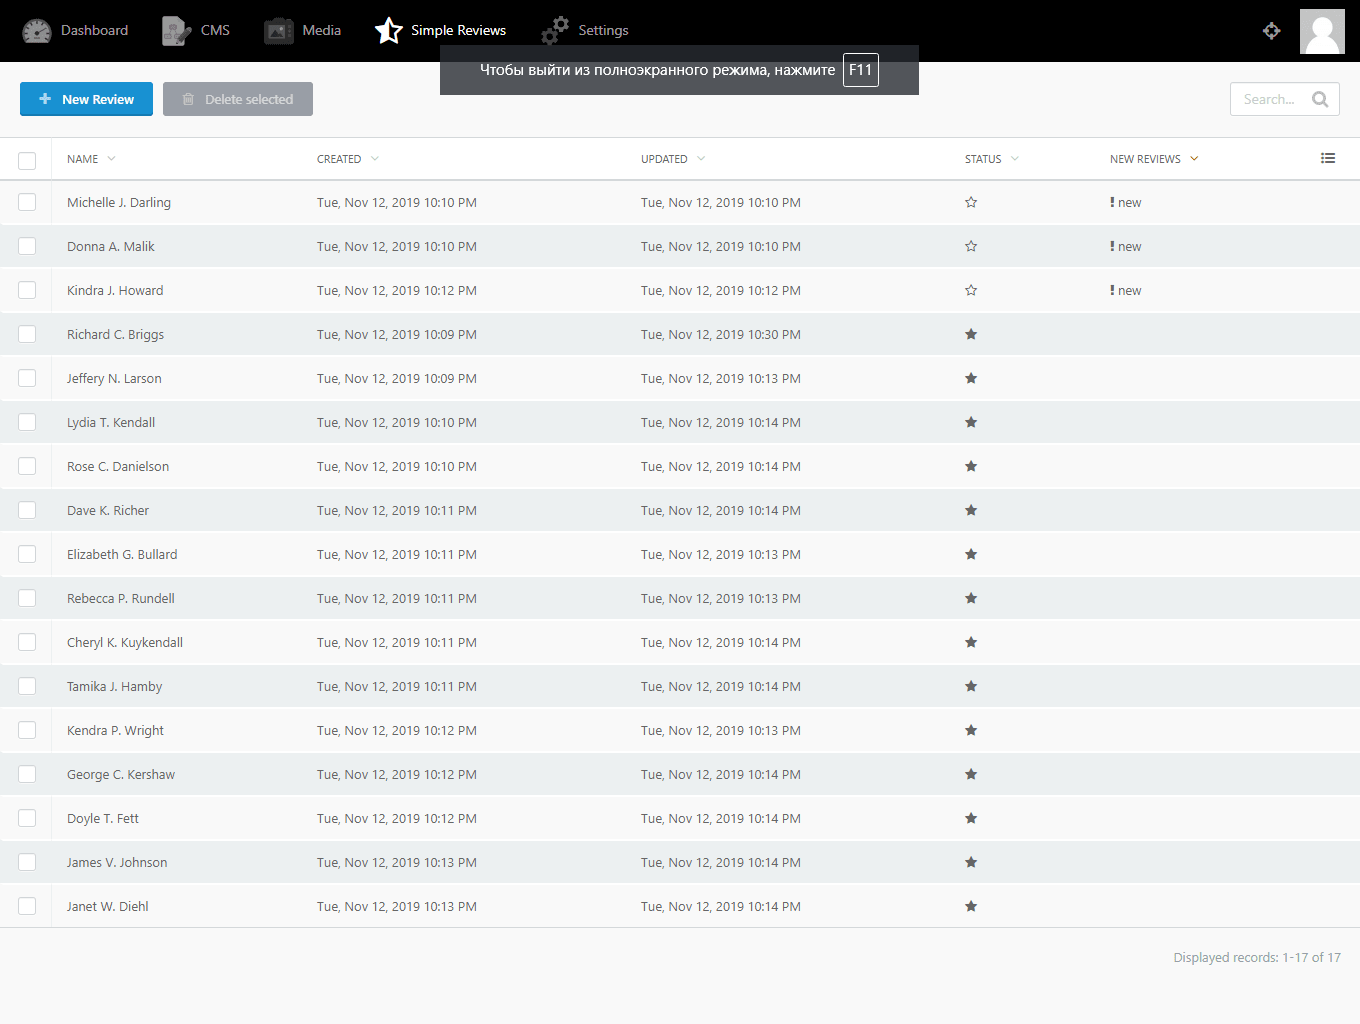 Dashboard CMS Media Simple Reviews Settings
Чтобы выйти из полноэкранного режима, нажмите F11
New Review Delete selected Search...
NAME CREATED UPDATED STATUS NEW REVIEWS
Michelle J. Darling Tue, Nov 12, 2019 10:10 PM Tue, Nov 12, 2019 10:10 PM ! new
Donna A. Malik Tue, Nov 12, 2019 10:10 PM Tue, Nov 12, 2019 10:10 PM ! new
Kindra J. Howard Tue, Nov 12, 2019 10:12 PM Tue, Nov 12, 2019 10:12 PM ! new
Richard C. Briggs Tue, Nov 12, 2019 10:09 PM Tue, Nov 12, 2019 10:30 PM
Jeffery N. Larson Tue, Nov 12, 2019 10:09 PM Tue, Nov 12, 2019 10:13 PM
Lydia T. Kendall Tue, Nov 12, 2019 10:10 PM Tue, Nov 12, 2019 10:14 PM
Rose C. Danielson Tue, Nov 12, 2019 10:10 PM Tue, Nov 12, 2019 10:14 PM
Dave K. Richer Tue, Nov 12, 2019 10:11 PM Tue, Nov 12, 2019 10:14 PM
Elizabeth G. Bullard Tue, Nov 12, 2019 10:11 PM Tue, Nov 12, 2019 10:13 PM
Rebecca P. Rundell Tue, Nov 12, 2019 10:11 PM Tue, Nov 12, 2019 10:13 PM
Cheryl K. Kuykendall Tue, Nov 12, 2019 10:11 PM Tue, Nov 12, 2019 10:14 PM
Tamika J. Hamby Tue, Nov 12, 2019 10:11 PM Tue, Nov 12, 2019 10:14 PM
Kendra P. Wright Tue, Nov 12, 2019 10:12 PM Tue, Nov 12, 2019 10:13 PM
George C. Kershaw Tue, Nov 12, 2019 10:12 PM Tue, Nov 12, 2019 10:14 PM
Doyle T. Fett Tue, Nov 12, 2019 10:12 PM Tue, Nov 12, 2019 10:14 PM
James V. Johnson Tue, Nov 12, 2019 10:13 PM Tue, Nov 12, 2019 10:14 PM
Janet W. Diehl Tue, Nov 12, 2019 10:13 PM Tue, Nov 12, 2019 10:14 PM
Displayed records: 1-17 of 17